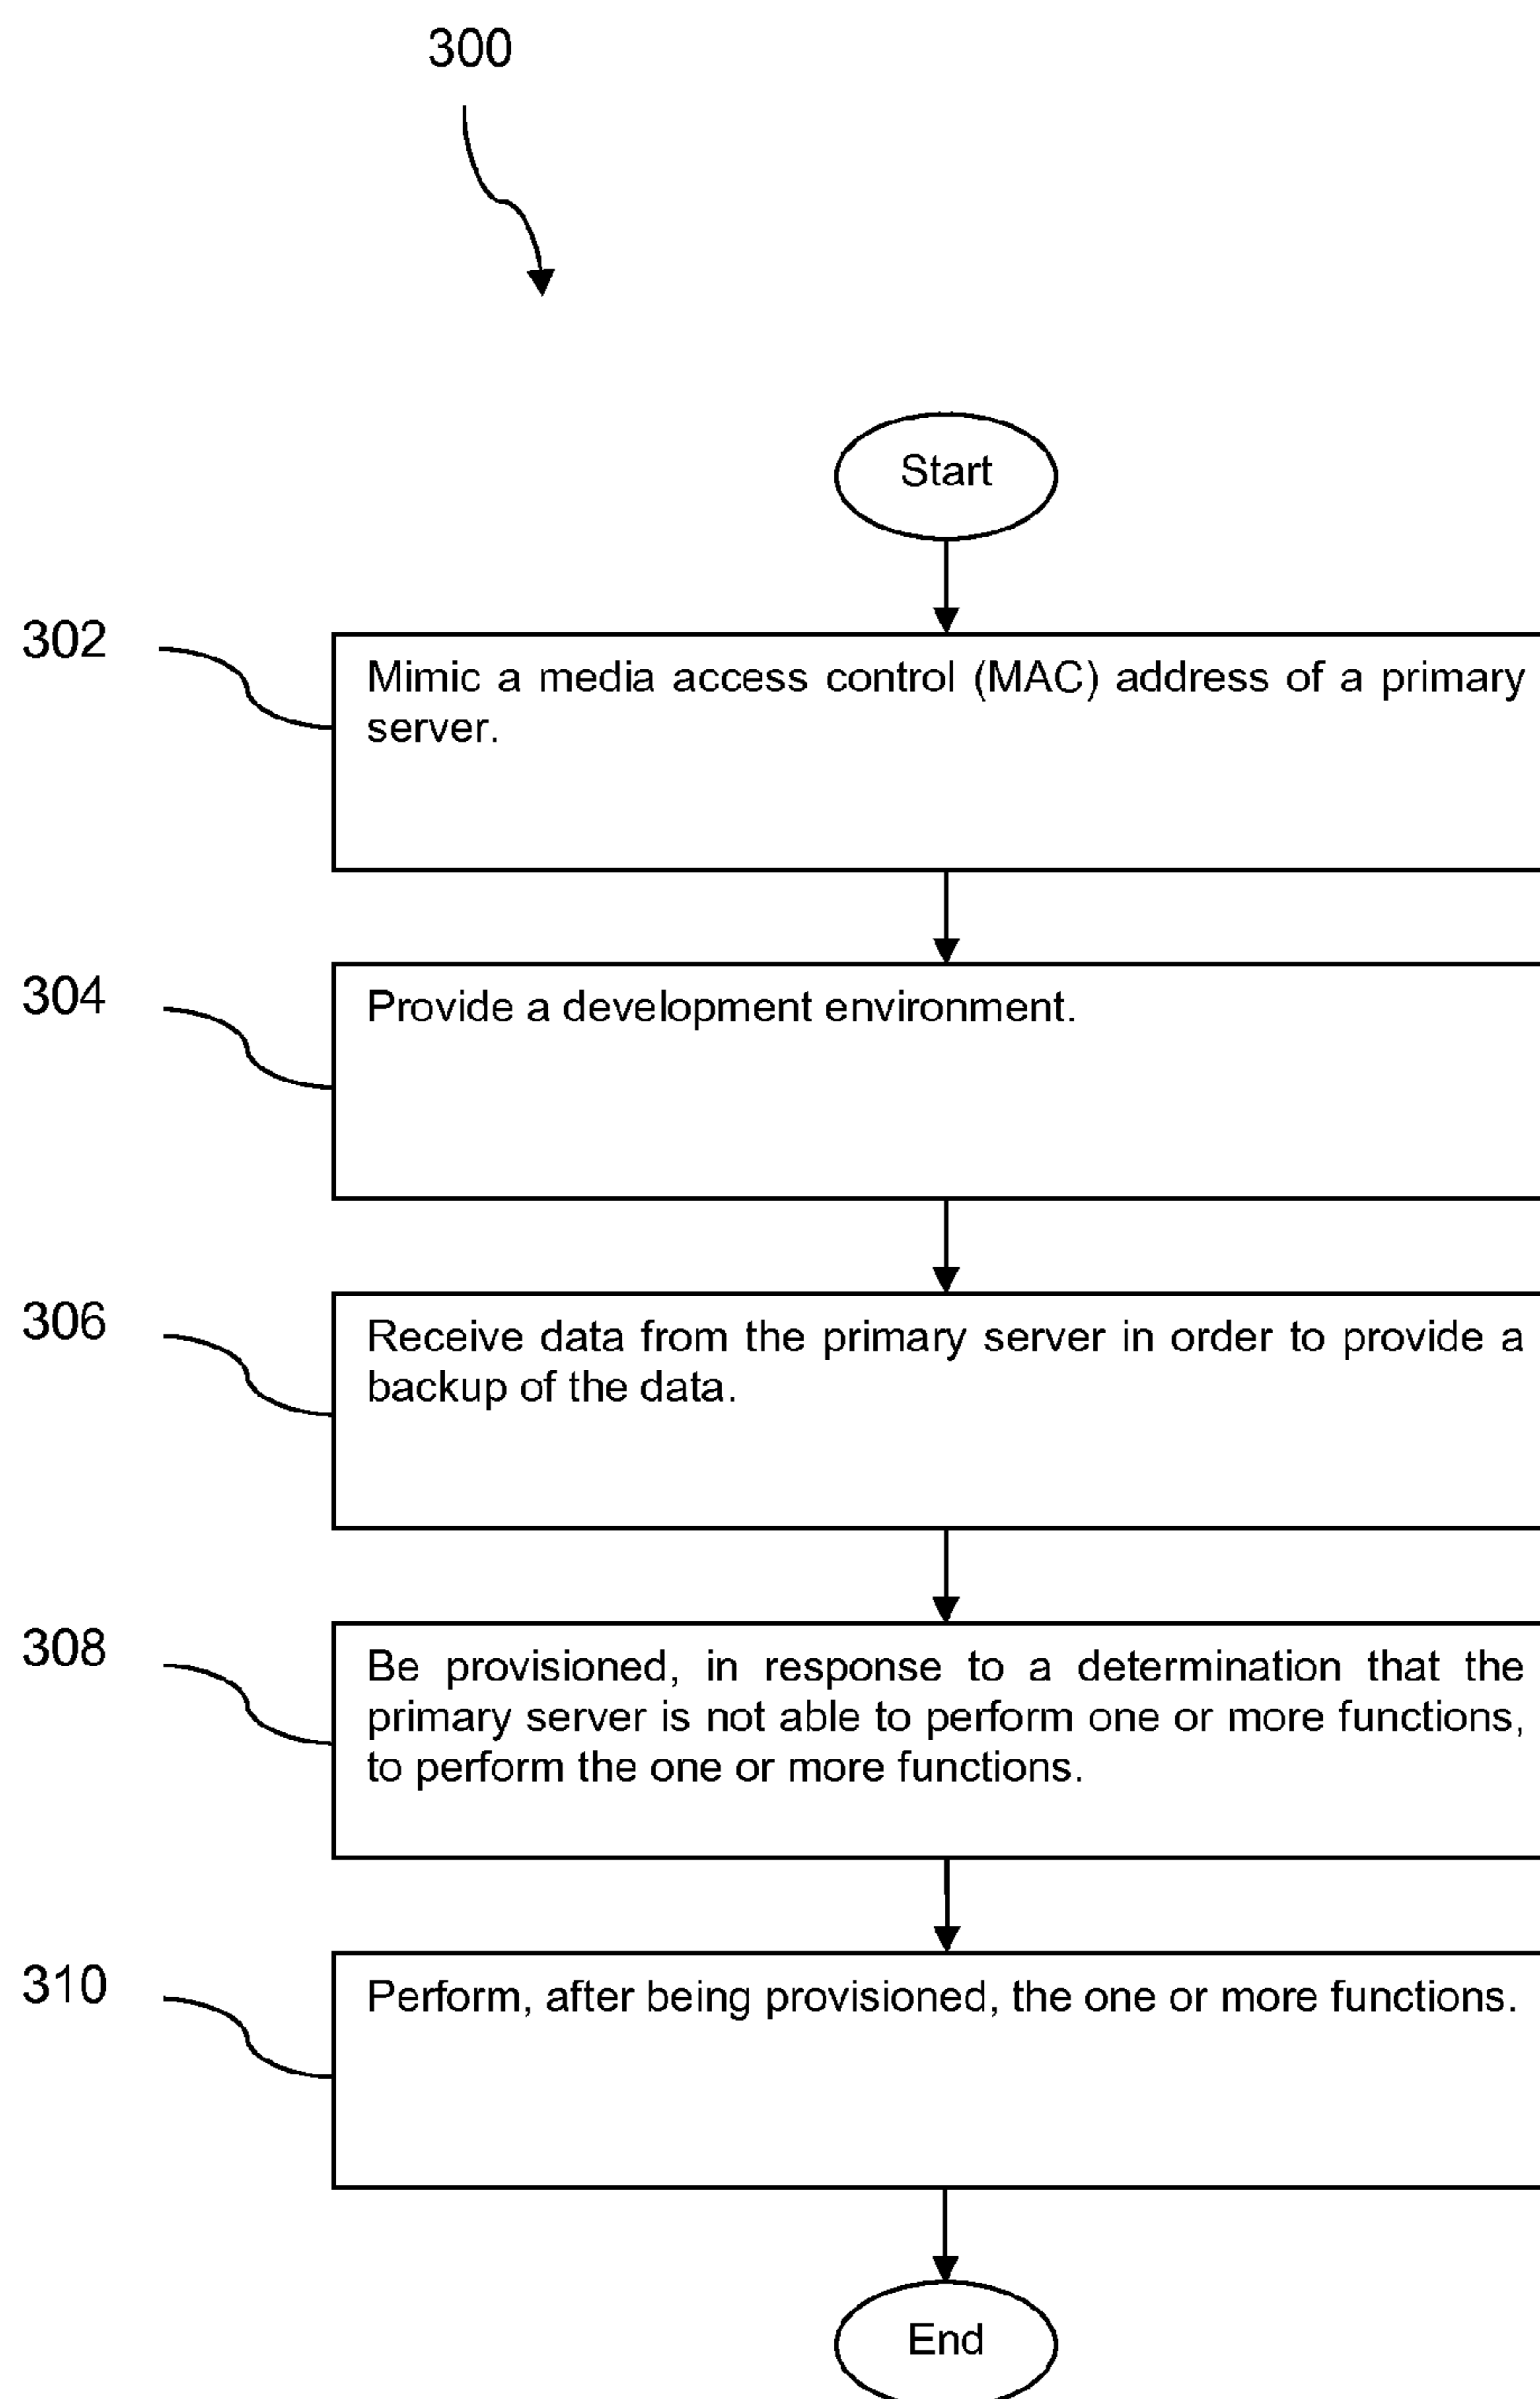 300
Start
302
Mimic a media access control (MAC) address of a primary
server.
304
Provide a development environment.
306
Receive data from the primary server in order to provide a
backup of the data.
308
Be provisioned, in response to a determination that the
primary server is not able to perform one or more functions,
to perform the one or more functions.
310
Perform, after being provisioned, the one or more functions.
End